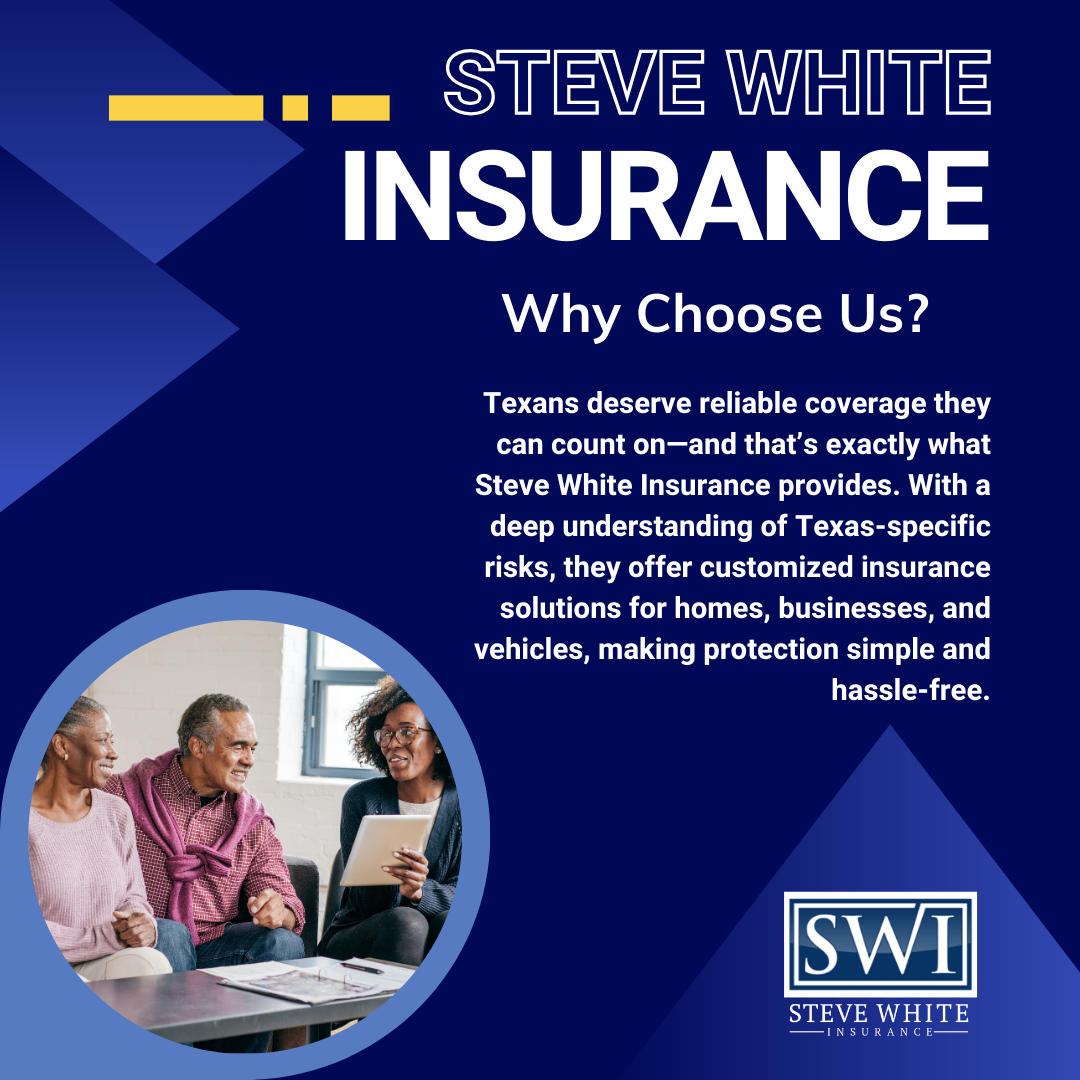 STEVE WHITE
INSURANCE
Why Choose Us?
Texans deserve reliable coverage they
can count on—and that’s exactly what
Steve White Insurance provides. With a
deep understanding of Texas-specific
risks, they offer customized insurance
solutions for homes, businesses, and
vehicles, making protection simple and
hassle-free.
SWI
STEVE WHITE
INSURANCE